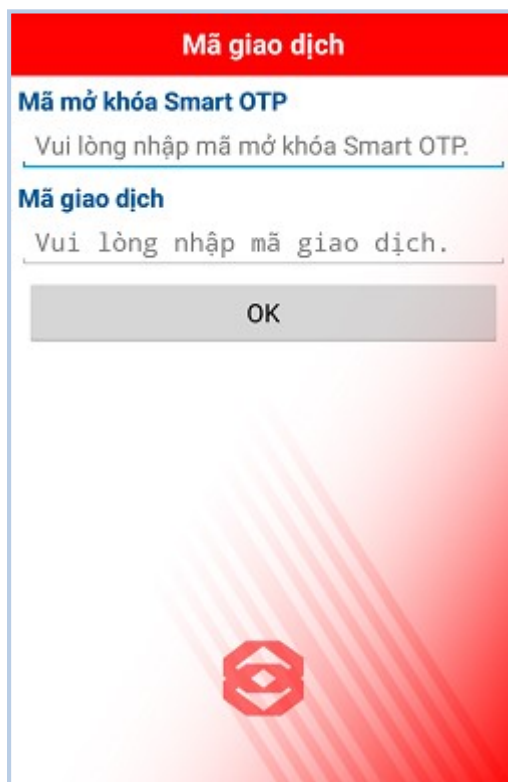 Mã giao dịch
Mã mở khóa Smart OTP
Vui lòng nhập mã mở khóa Smart OTP.
Mã giao dịch
Vui lòng nhập mã giao dịch.
OK